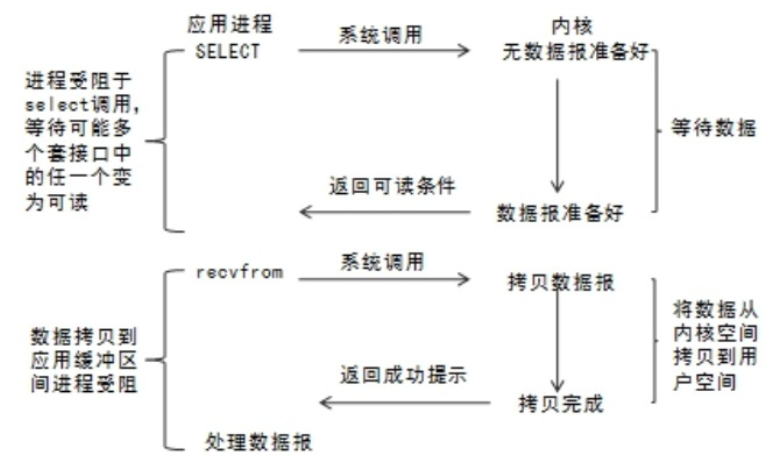 应用进程
SELECT
系统调用
内核
无数据报准备好
进程受阻于
select调用，
等待可能多
个套接口中
的任一个变
为可读
等待数据
返回可读条件
数据报准备好
recvfrom
系统调用
拷贝数据报
数据拷贝到
应用缓冲区
间进程受阻
将数据从
内核空间
拷贝到用
户空间
返回成功提示
拷贝完成
处理数据报